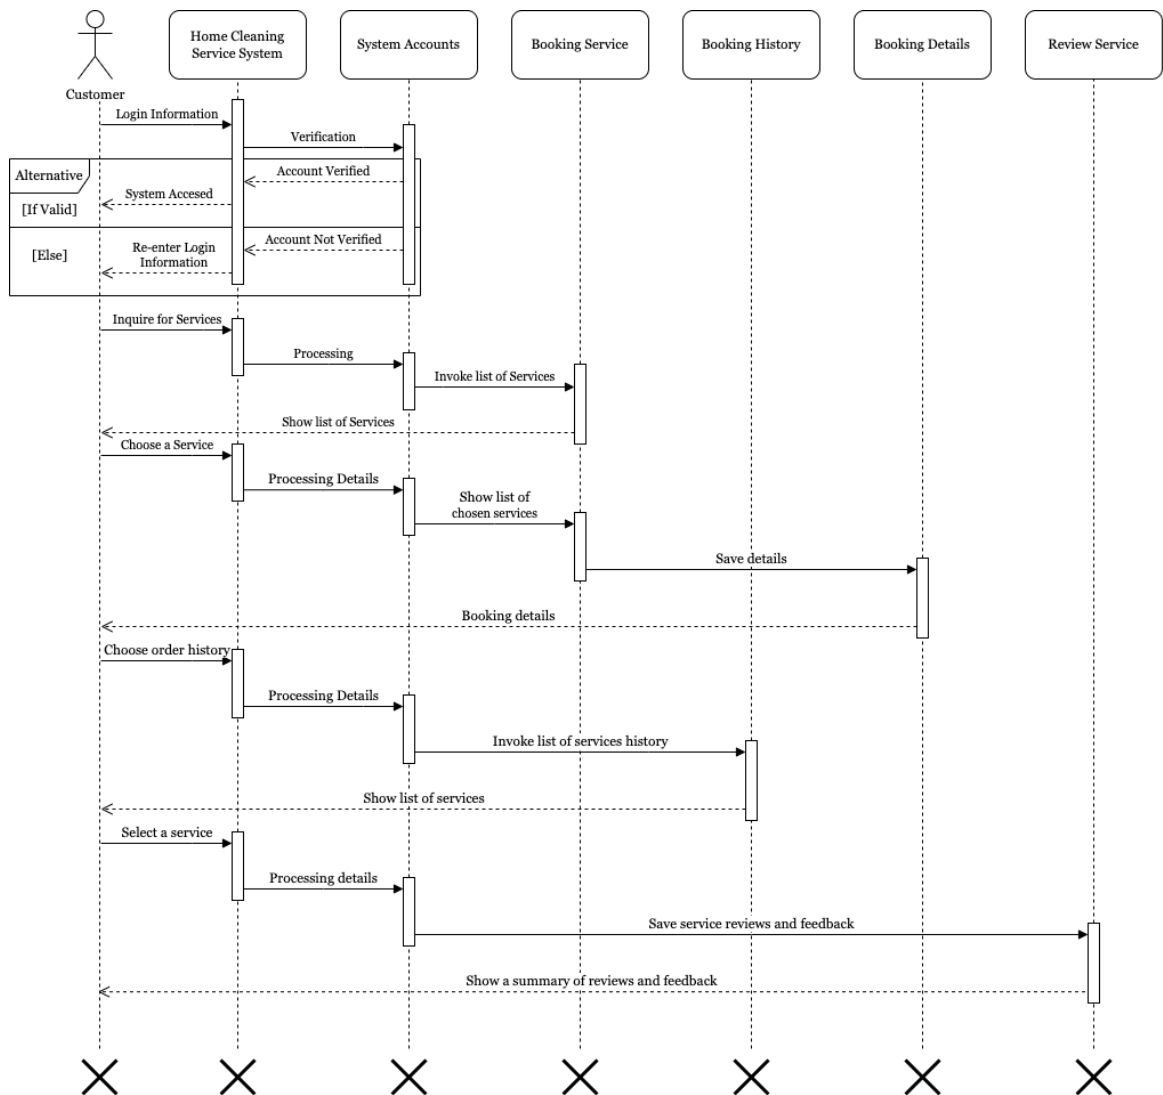 Home Cleaning
Service System
System Accounts
Booking Service
Booking History
Booking Details
Review Service
Customer
Login Information
Verification
Alternative
Account Verified
System Accesed
[If Valid]
Account Not Verified
[Else]
Re-enter Login
Information
Inquire for Services
Processing
Invoke list of Services
Show list of Services
Choose a Service
Processing Details
Show list of
chosen services
Save details
Booking details
Choose order history
Processing Details
Invoke list of services history
Show list of services
Select a service
Processing details
Save service reviews and feedback
Show a summary of reviews and feedback